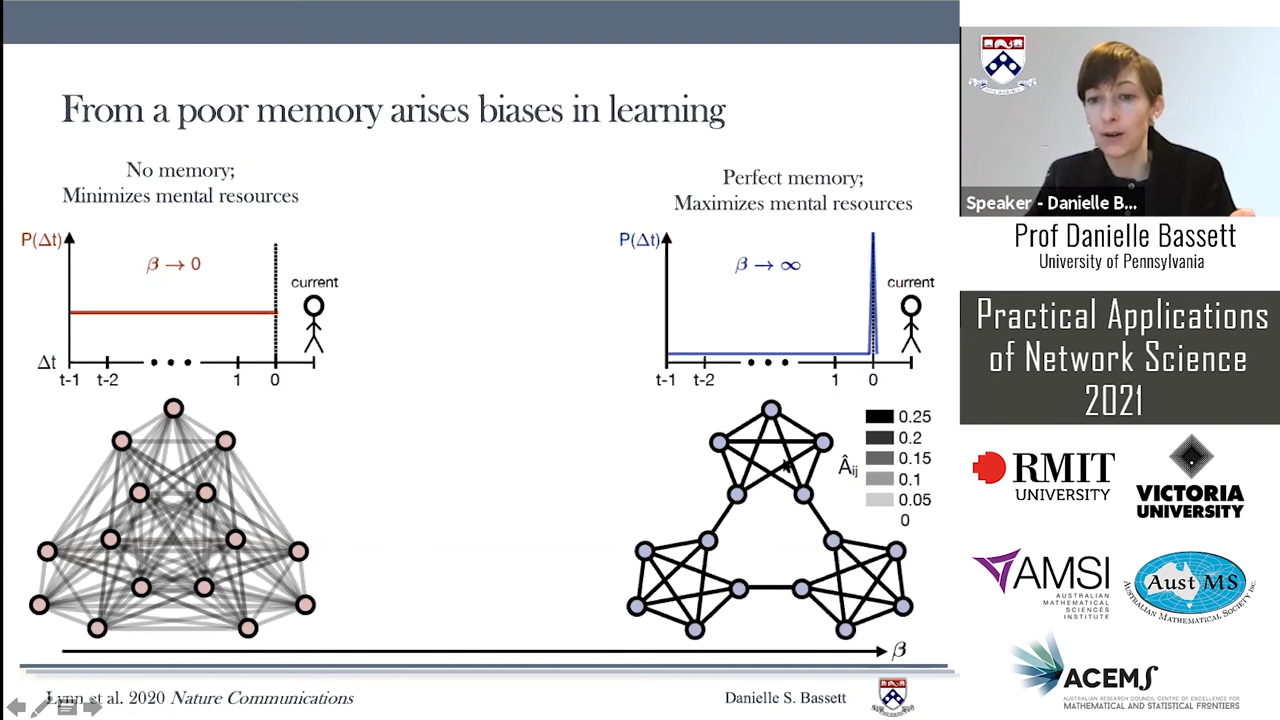 From a poor memory arises biases in learning
No memory;
Minimizes mental resources
P(Δt)
β → 0
current
Δt
t-1 t-2 1 0
Perfect memory;
Maximizes mental resources
P(Δt)
β → ∞
current
t-1 t-2 1 0
Âij
0.25
0.2
0.15
0.1
0.05
0
β
Lynn et al. 2020 Nature Communications
Danielle S. Bassett
Speaker - Danielle B...
Prof Danielle Bassett
University of Pennsylvania
Practical Applications
of Network Science
2021
RMIT
UNIVERSITY
VICTORIA
UNIVERSITY
AMSI
AUSTRALIAN
MATHEMATICAL
SCIENCES
INSTITUTE
Aust MS
AUSTRALIAN MATHEMATICAL SOCIETY Inc.
ACEMS
AUSTRALIAN RESEARCH COUNCIL CENTRE OF EXCELLENCE FOR
MATHEMATICAL AND STATISTICAL FRONTIERS